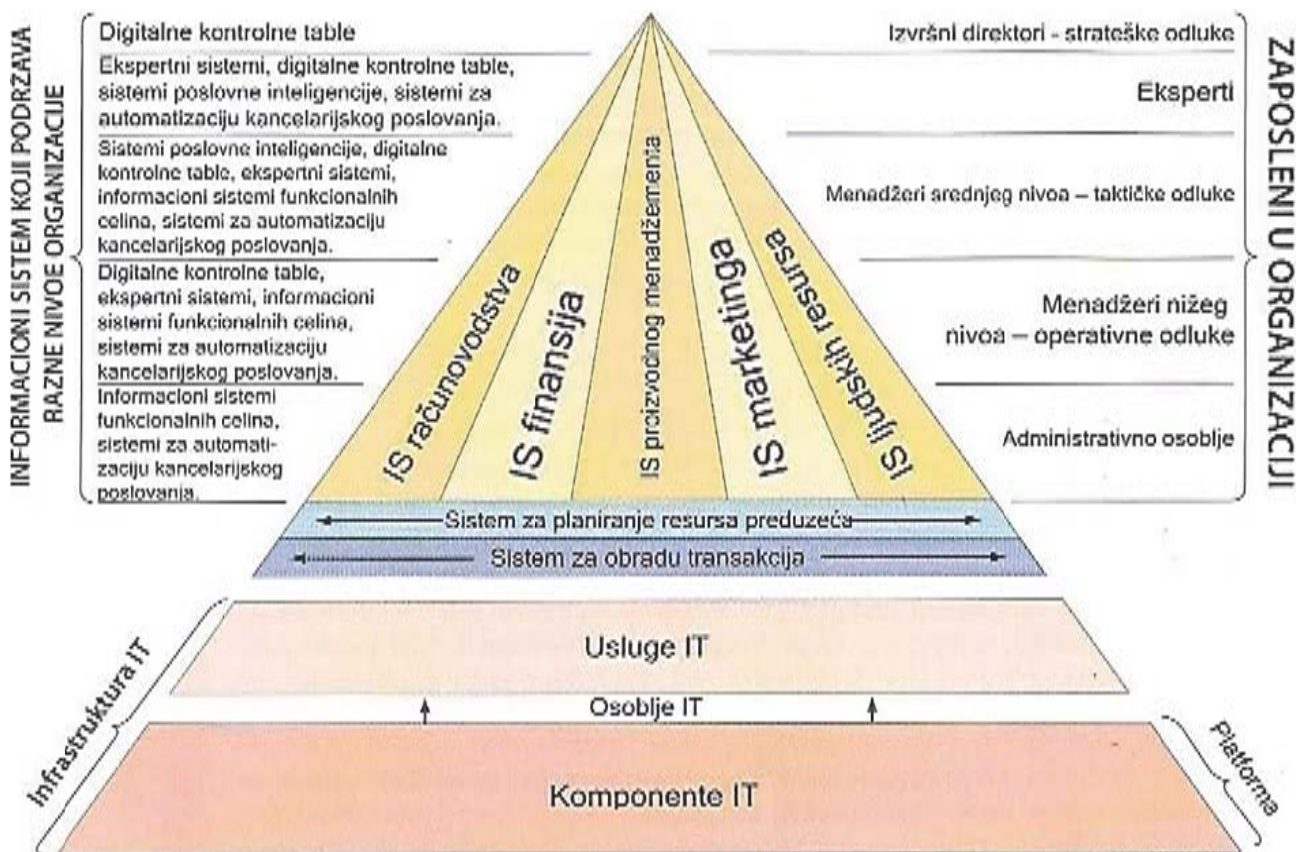 INFORMACIONI SISTEM KOJI PODRZAVA
RAZNE NIVOE ORGANIZACIJE
Digitalne kontrolne table
Ekspertni sistemi, digitalne kontrolne table,
sistemi poslovne inteligencije, sistemi za
automatizaciju kancelarijskog poslovanja.
Sistemi poslovne inteligencije, digitalne
kontrolne table, ekspertni sistemi,
informacioni sistemi funkcionalnih
celina, sistemi za automatizaciju
kancelarijskog poslovanja.
Digitalne kontrolne table,
ekspertni sistemi, informacioni
sistemi funkcionalnih celina,
sistemi za automatizaciju
kancelarijskog poslovanja.
Informacioni sistemi
funkcionalnih celina,
sistemi za automati-
zaciju kancelarijskog
poslovanja.
IS računovodstva
IS finansija
IS proizvodnog menadžementa
IS marketinga
IS ljudskih resursa
Izvršni direktori - strateške odluke
Eksperti
Menadžeri srednjeg nivoa – taktičke odluke
Menadžeri nižeg
nivoa – operativne odluke
Administrativno osoblje
ZAPOSLENI U ORGANIZACIJI
Sistem za planiranje resursa preduzeća
Sistem za obradu transakcija
Infrastruktura IT
Usluge IT
Osoblje IT
Komponente IT
Platforma